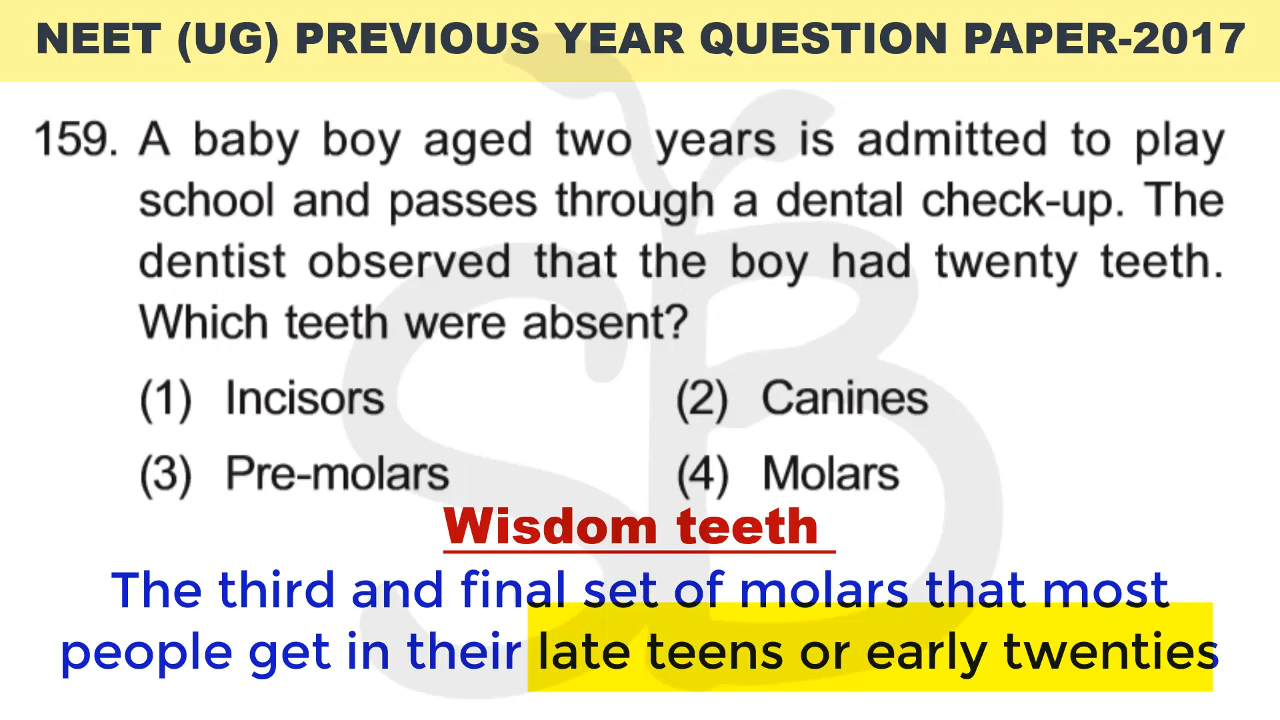 NEET (UG) PREVIOUS YEAR QUESTION PAPER-2017
159. A baby boy aged two years is admitted to play
school and passes through a dental check-up. The
dentist observed that the boy had twenty teeth.
Which teeth were absent?
(1) Incisors (2) Canines
(3) Pre-molars (4) Molars
Wisdom teeth
The third and final set of molars that most
people get in their late teens or early twenties
SB